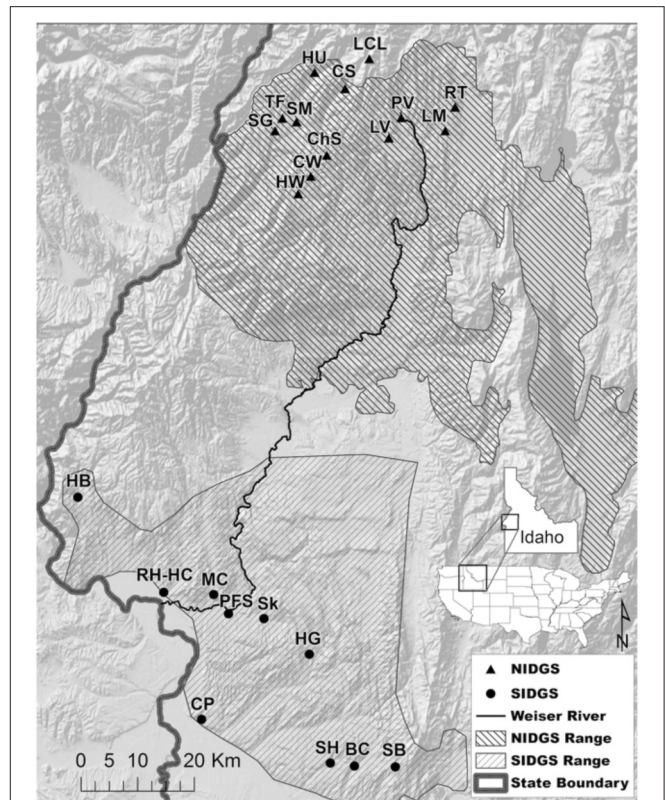 LCL
HU
CS
RT
PV
TF
SM
SG
LM
LV
ChS
CW
HW
HB
Idaho
RH-HC
MC
PFS
Sk
N
HG
NIDGS
SIDGS
CP
Weiser River
NIDGS Range
SH
BC
SB
SIDGS Range
0 5 10 20 Km
State Boundary